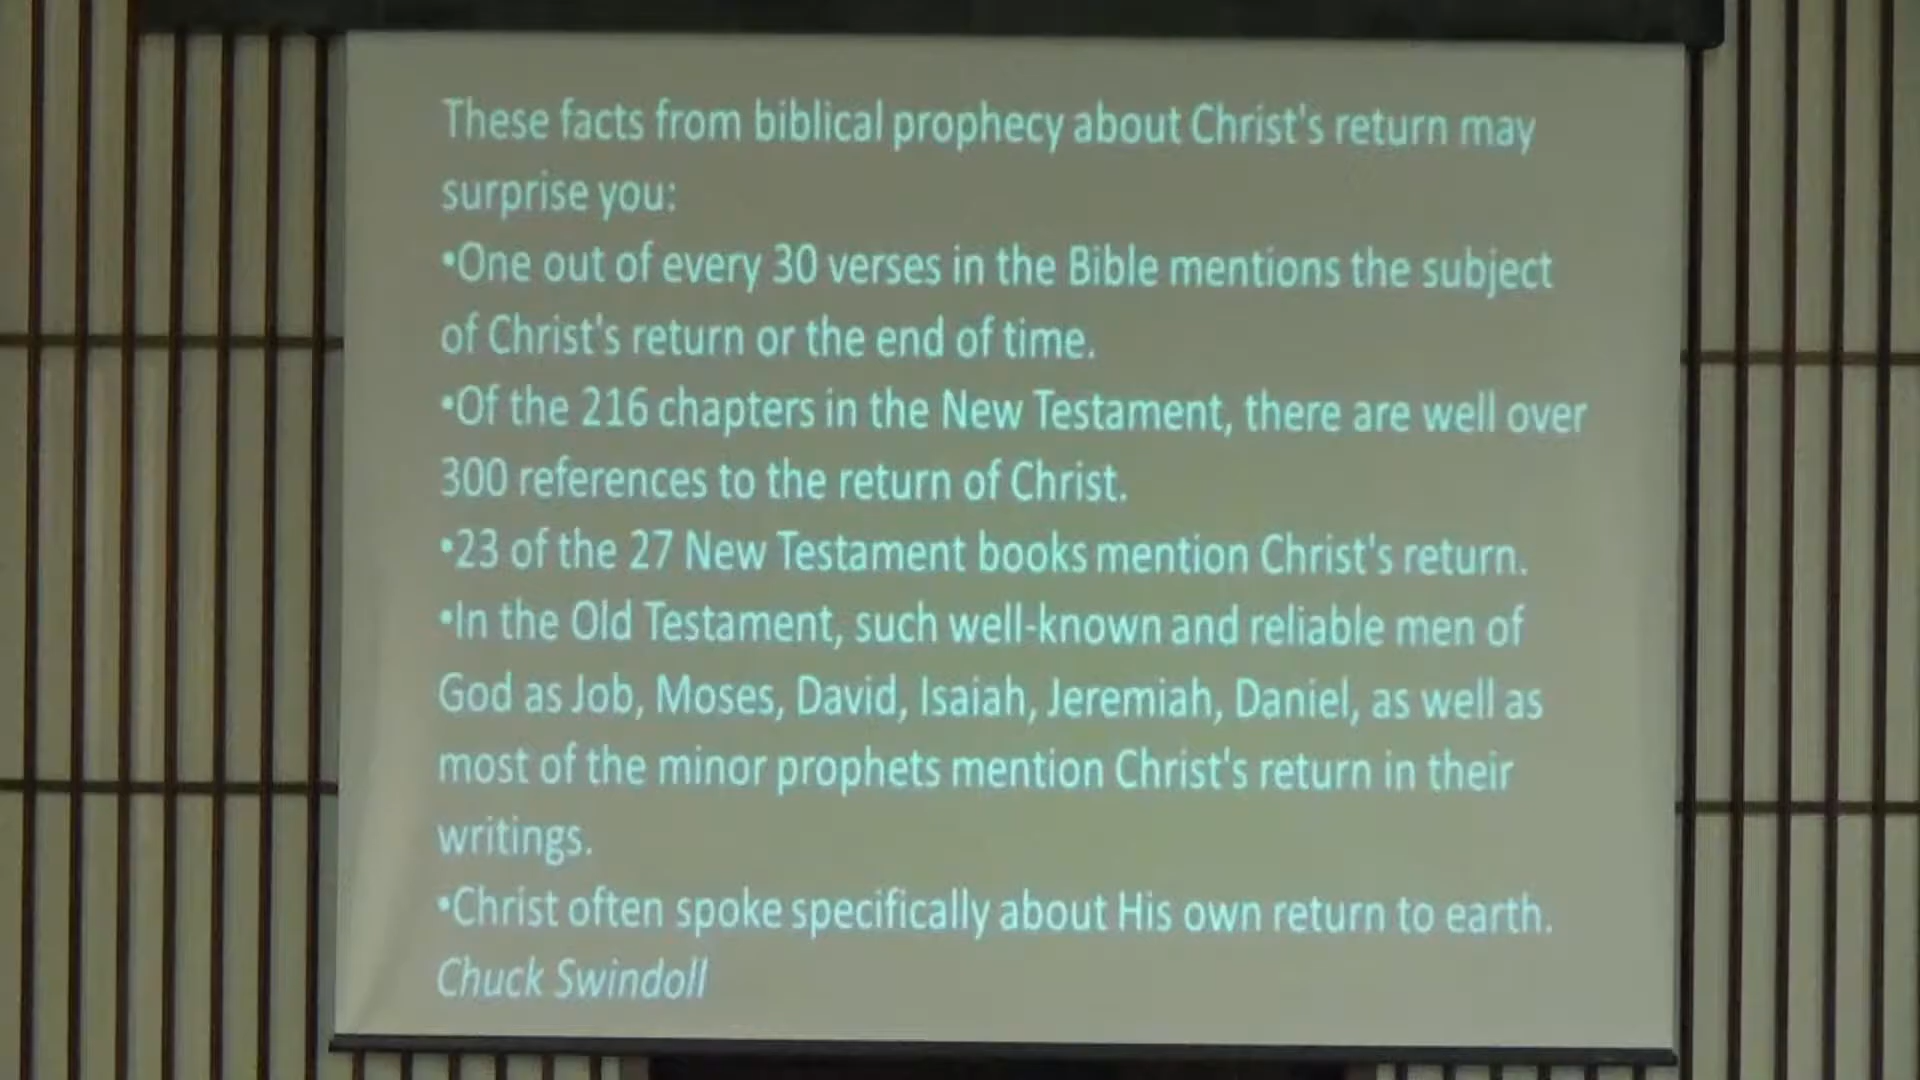 These facts from biblical prophecy about Christ's return may
surprise you:
•One out of every 30 verses in the Bible mentions the subject
of Christ's return or the end of time.
•Of the 216 chapters in the New Testament, there are well over
300 references to the return of Christ.
•23 of the 27 New Testament books mention Christ's return.
•In the Old Testament, such well-known and reliable men of
God as Job, Moses, David, Isaiah, Jeremiah, Daniel, as well as
most of the minor prophets mention Christ's return in their
writings.
•Christ often spoke specifically about His own return to earth.
Chuck Swindoll